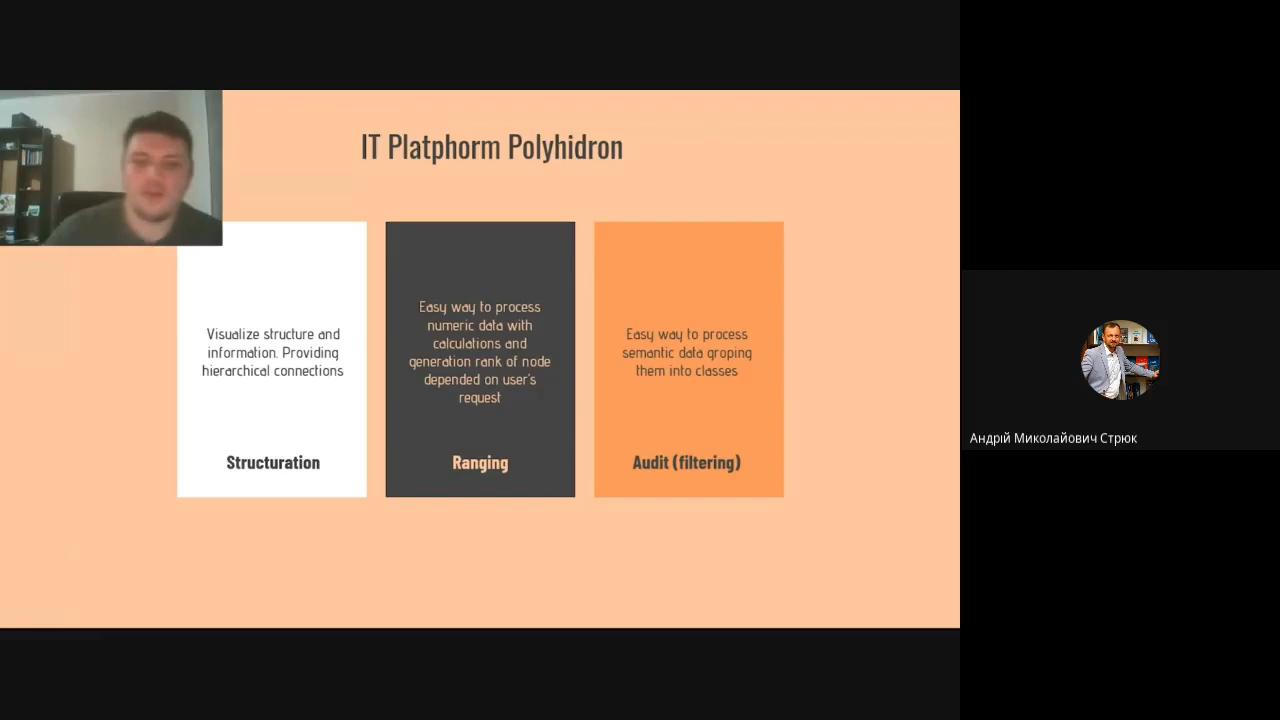 IT Platphorm Polyhidron
Visualize structure and
information. Providing
hierarchical connections
Structuration
Easy way to process
numeric data with
calculations and
generation rank of node
depended on user's
request
Ranging
Easy way to process
semantic data qroping
them into classes
Audit (filtering)
Андрій Миколайович Стрюк